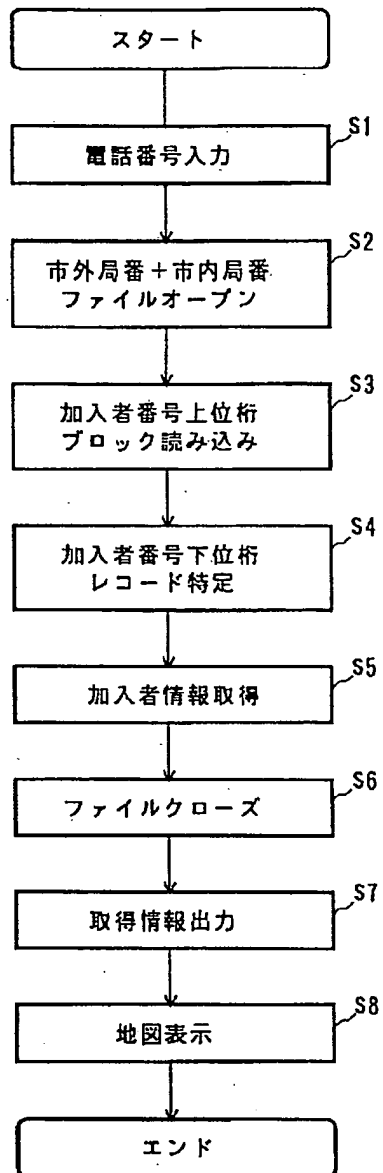 スタート
S1
電話番号入力
S2
市外局番+市内局番
ファイルオープン
S3
加入者番号上位桁
ブロック読み込み
S4
加入者番号下位桁
レコード特定
S5
加入者情報取得
S6
ファイルクローズ
S7
取得情報出力
S8
地図表示
エンド